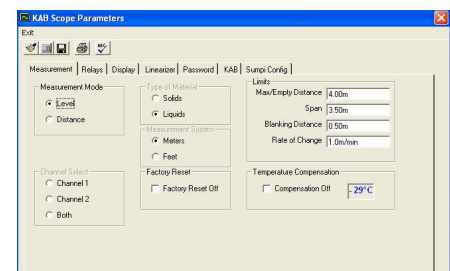 KAB Scope Parameters
Exit
Measurement Relays Display Linearizer Password KAB Sumpi Config
Measurement Mode
Level
Distance
Type of Material
Solids
Liquids
Measurement System
Meters
Feet
Limits
Max/Empty Distance 4.00m
Span 3.50m
Blanking Distance 0.50m
Rate of Change 1.0m/min
Channel Select
Channel 1
Channel 2
Both
Factory Reset
Factory Reset Off
Temperature Compensation
Compensation Off - 29°C